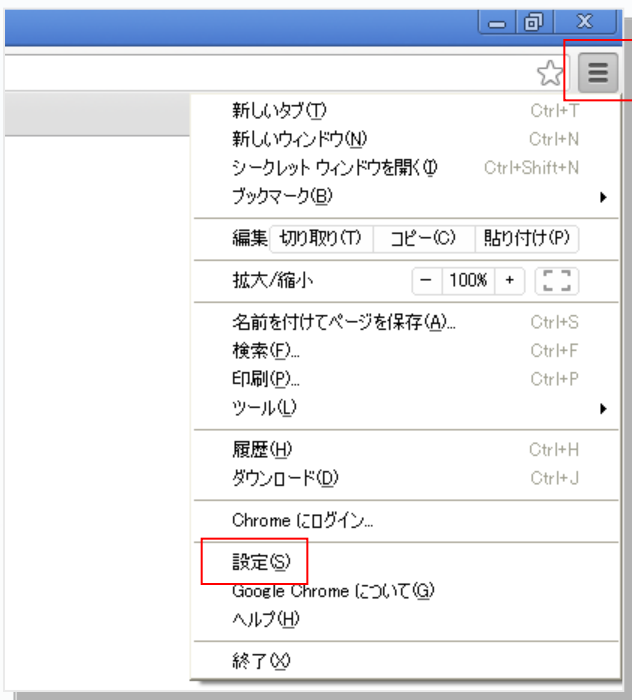 新しいタブ(T) Ctrl+T
新しいウィンドウ(N) Ctrl+N
シークレット ウィンドウを開く(I) Ctrl+Shift+N
ブックマーク(B)
編集 切り取り(T) コピー(C) 貼り付け(P)
拡大/縮小 − 100% +
名前を付けてページを保存(A)... Ctrl+S
検索(F)... Ctrl+F
印刷(P)... Ctrl+P
ツール(L)
履歴(H) Ctrl+H
ダウンロード(D) Ctrl+J
Chrome にログイン...
設定(S)
Google Chrome について(G)
ヘルプ(H)
終了(X)